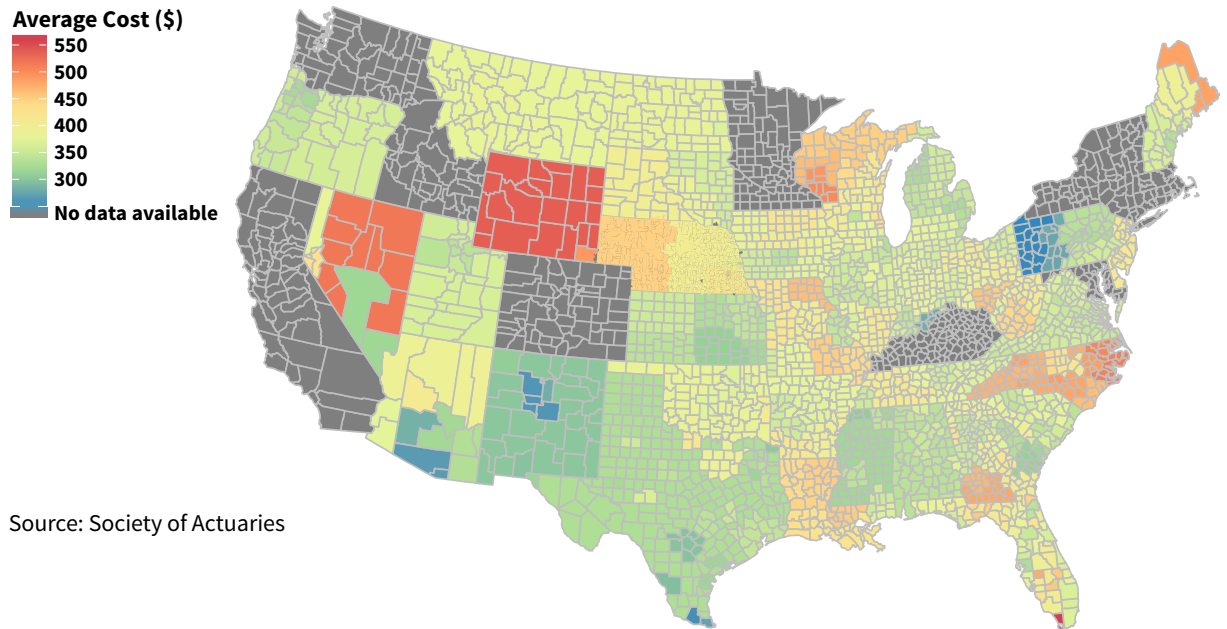 Average Cost ($)
550
500
450
400
350
300
No data available
Source: Society of Actuaries